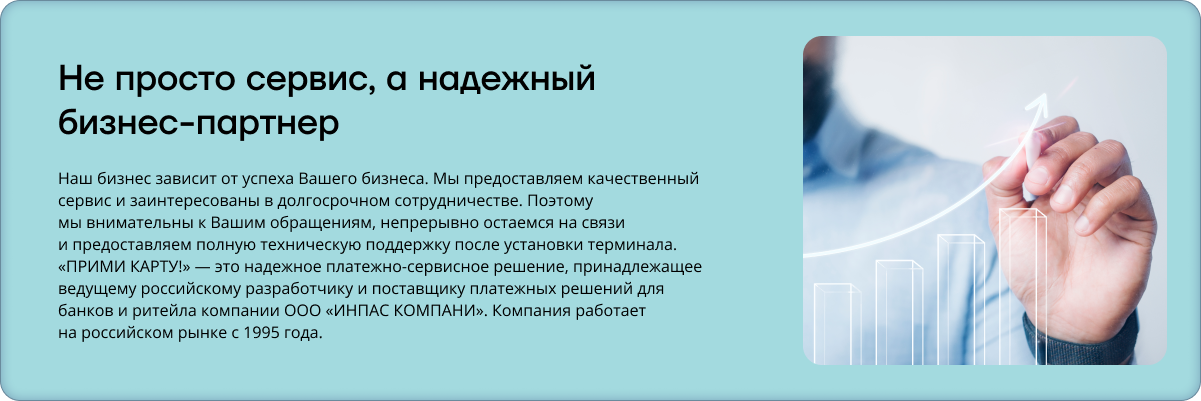 Не просто сервис, а надежный
бизнес-партнер
Наш бизнес зависит от успеха Вашего бизнеса. Мы предоставляем качественный
сервис и заинтересованы в долгосрочном сотрудничестве. Поэтому
мы внимательны к Вашим обращениям, непрерывно остаемся на связи
и предоставляем полную техническую поддержку после установки терминала.
«ПРИМИ КАРТУ!» — это надежное платежно-сервисное решение, принадлежащее
ведущему российскому разработчику и поставщику платежных решений для
банков и ритейла компании ООО «ИНПАС КОМПАНИ». Компания работает
на российском рынке с 1995 года.